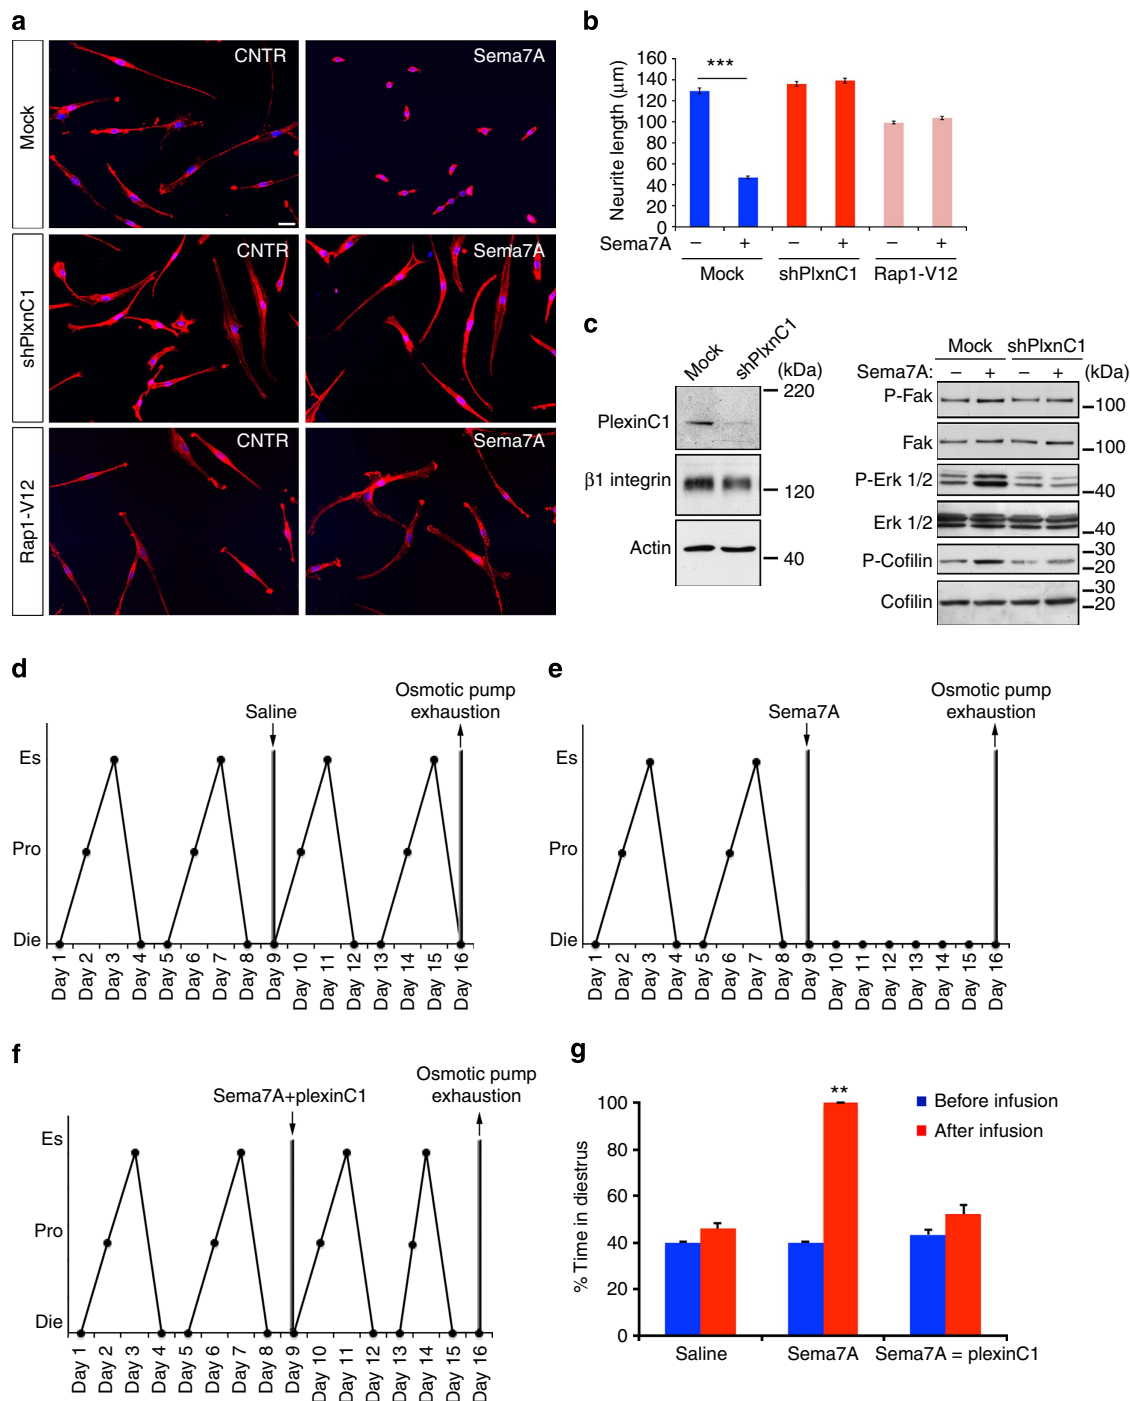 a
CNTR
Sema7A
Mock
CNTR
Sema7A
shPlxnC1
CNTR
Sema7A
Rap1-V12
b
Neurite length (µm)
160
140
120
100
80
60
40
20
0
***
Sema7A – + – + – +
Mock shPlxnC1 Rap1-V12
c
Mock shPlxnC1 (kDa)
220
PlexinC1
β1 integrin
120
Actin
40
Mock shPlxnC1
Sema7A: – + – + (kDa)
P-Fak
100
Fak
100
P-Erk 1/2
40
Erk 1/2
40
P-Cofilin
30
20
Cofilin
30
20
d
Osmotic pump
exhaustion
Saline
Es
Pro
Die
Day 1 Day 2 Day 3 Day 4 Day 5 Day 6 Day 7 Day 8 Day 9 Day 10 Day 11 Day 12 Day 13 Day 14 Day 15 Day 16
e
Osmotic pump
exhaustion
Sema7A
Es
Pro
Die
Day 1 Day 2 Day 3 Day 4 Day 5 Day 6 Day 7 Day 8 Day 9 Day 10 Day 11 Day 12 Day 13 Day 14 Day 15 Day 16
f
Osmotic pump
exhaustion
Sema7A+plexinC1
Es
Pro
Die
Day 1 Day 2 Day 3 Day 4 Day 5 Day 6 Day 7 Day 8 Day 9 Day 10 Day 11 Day 12 Day 13 Day 14 Day 15 Day 16
g
% Time in diestrus
100
80
60
40
20
0
**
Before infusion
After infusion
Saline Sema7A Sema7A = plexinC1